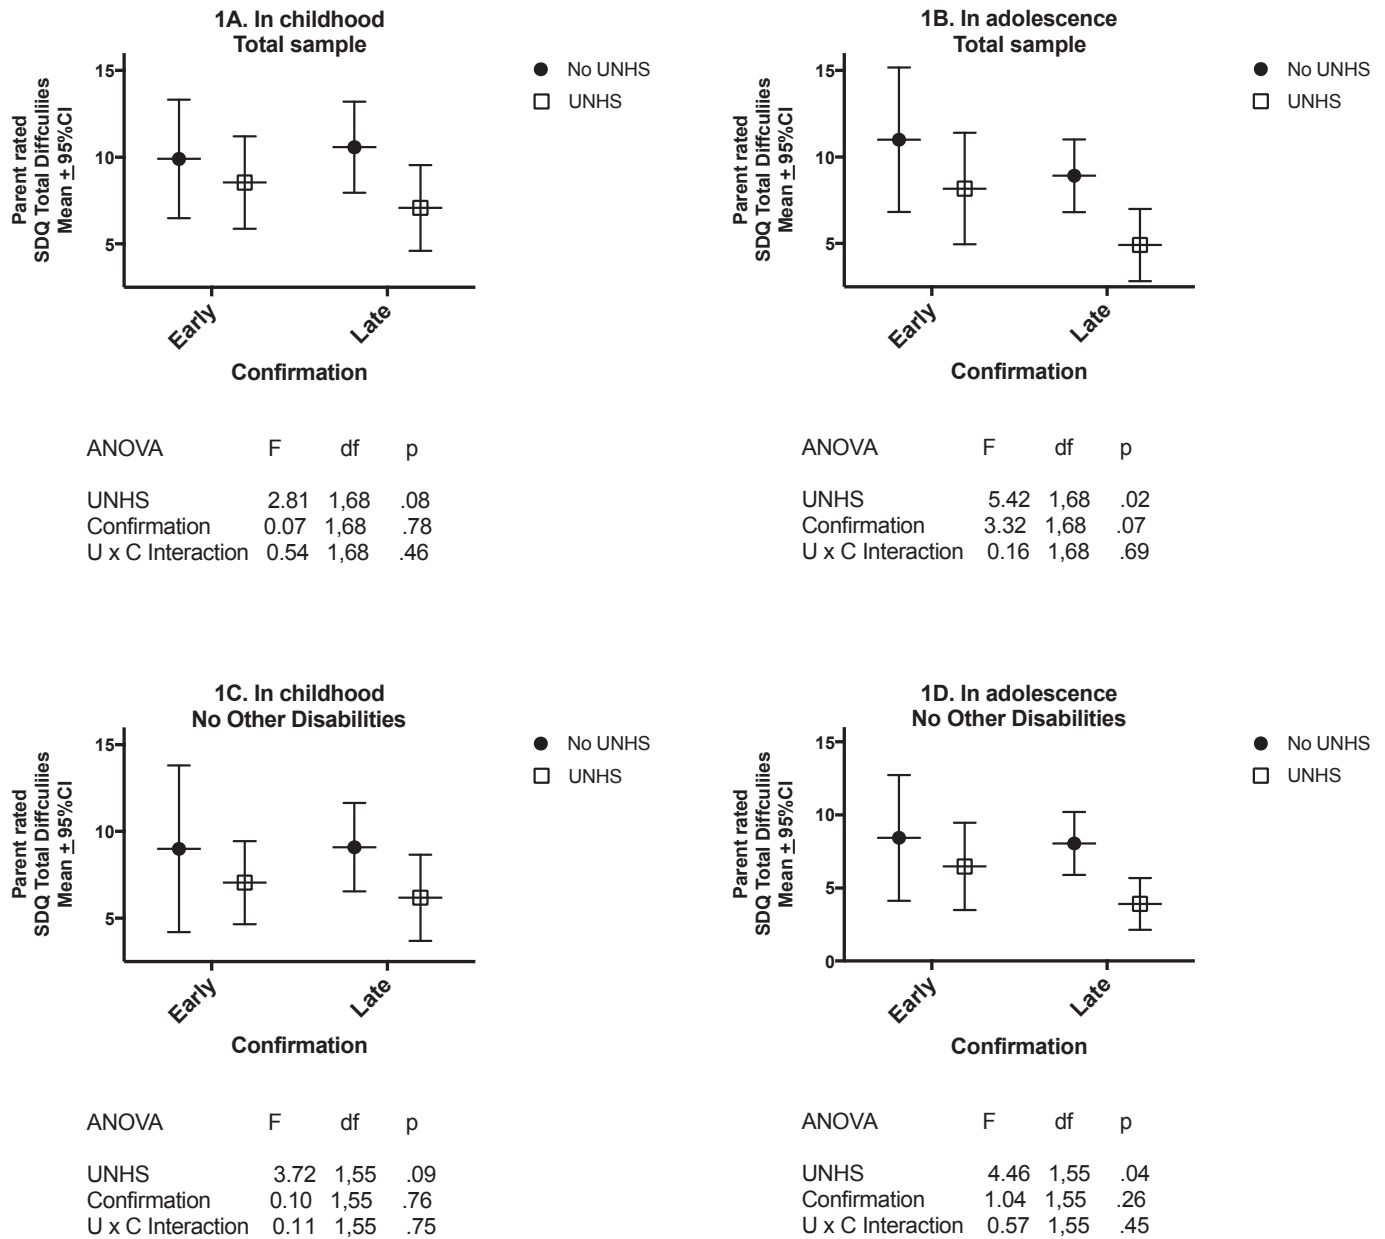 1A. In childhood
Total sample
Parent rated
SDQ Total Diffculiies
Mean ± 95%CI
15
10
5
Early
Late
Confirmation
No UNHS
UNHS
ANOVA F df p
UNHS 2.81 1,68 .08
Confirmation 0.07 1,68 .78
U x C Interaction 0.54 1,68 .46
1B. In adolescence
Total sample
Parent rated
SDQ Total Diffculiies
Mean ± 95%CI
15
10
5
Early
Late
Confirmation
No UNHS
UNHS
ANOVA F df p
UNHS 5.42 1,68 .02
Confirmation 3.32 1,68 .07
U x C Interaction 0.16 1,68 .69
1C. In childhood
No Other Disabilities
Parent rated
SDQ Total Diffculiies
Mean ± 95%CI
15
10
5
Early
Late
Confirmation
No UNHS
UNHS
ANOVA F df p
UNHS 3.72 1,55 .09
Confirmation 0.10 1,55 .76
U x C Interaction 0.11 1,55 .75
1D. In adolescence
No Other Disabilities
Parent rated
SDQ Total Diffculiies
Mean ± 95%CI
15
10
5
0
Early
Late
Confirmation
No UNHS
UNHS
ANOVA F df p
UNHS 4.46 1,55 .04
Confirmation 1.04 1,55 .26
U x C Interaction 0.57 1,55 .45